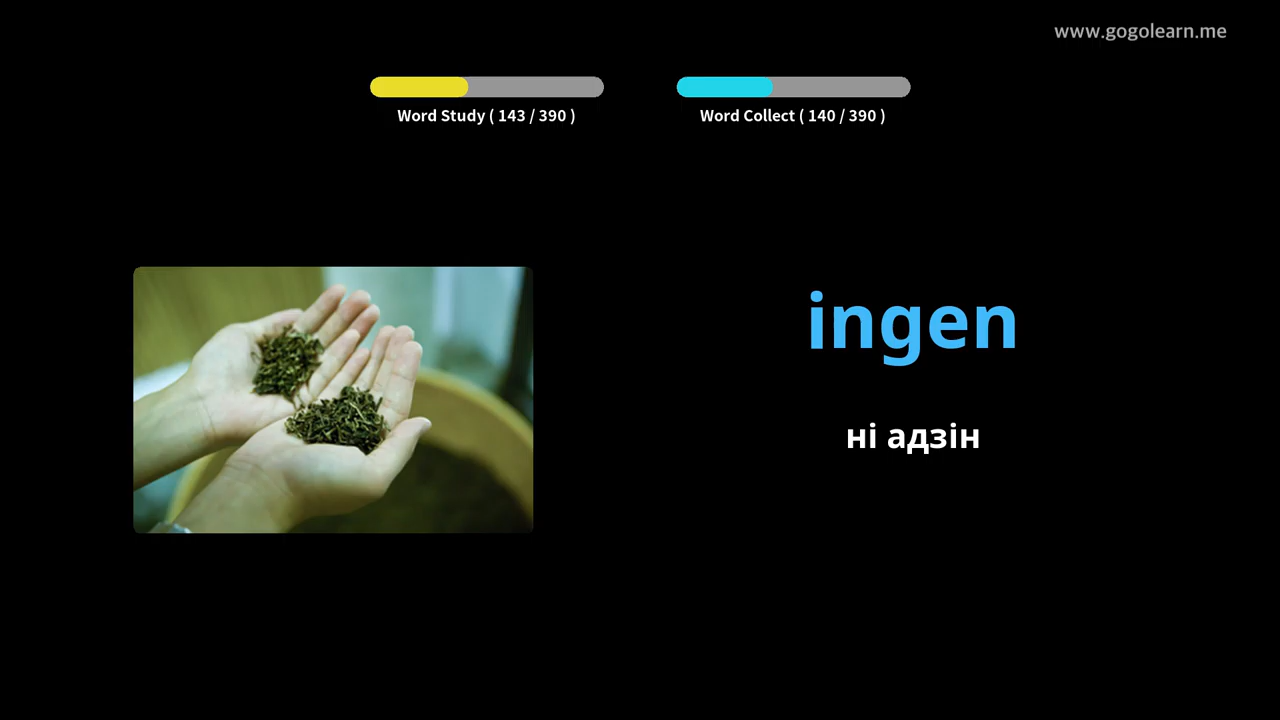 www.gogolearn.me
Word Study ( 143 / 390 )
Word Collect ( 140 / 390 )
ingen
ні адзін